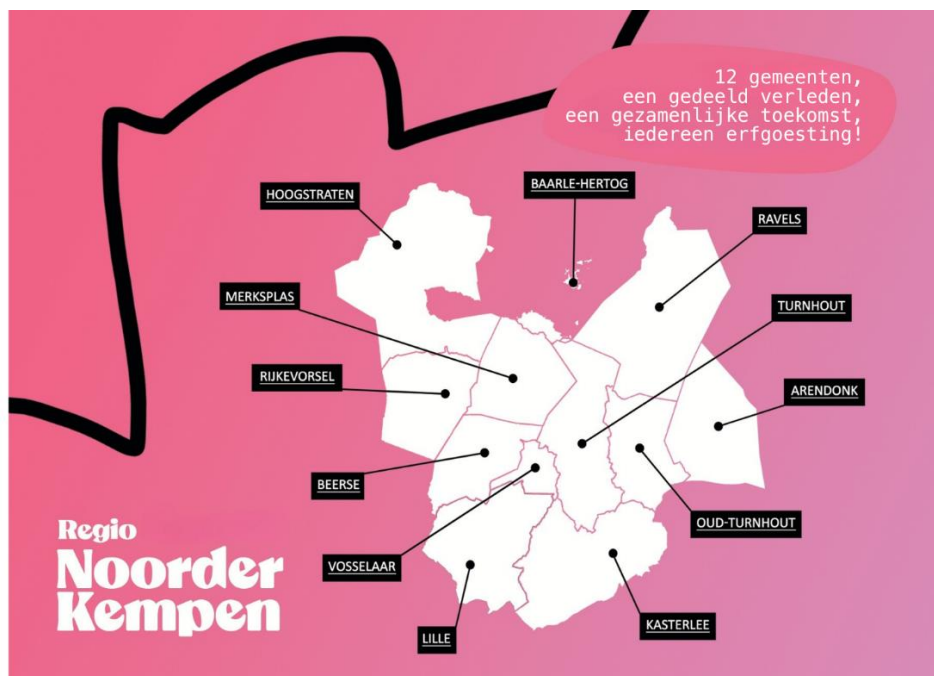 12 gemeenten,
een gedeeld verleden,
een gezamenlijke toekomst,
iedereen erfgoesting!
HOOGSTRATEN
BAARLE-HERTOG
RAVELS
MERKSPLAS
TURNHOUT
RIJKEVORSEL
ARENDONK
BEERSE
OUD-TURNHOUT
VOSSELAAR
KASTERLEE
LILLE
Regio
Noorder
Kempen